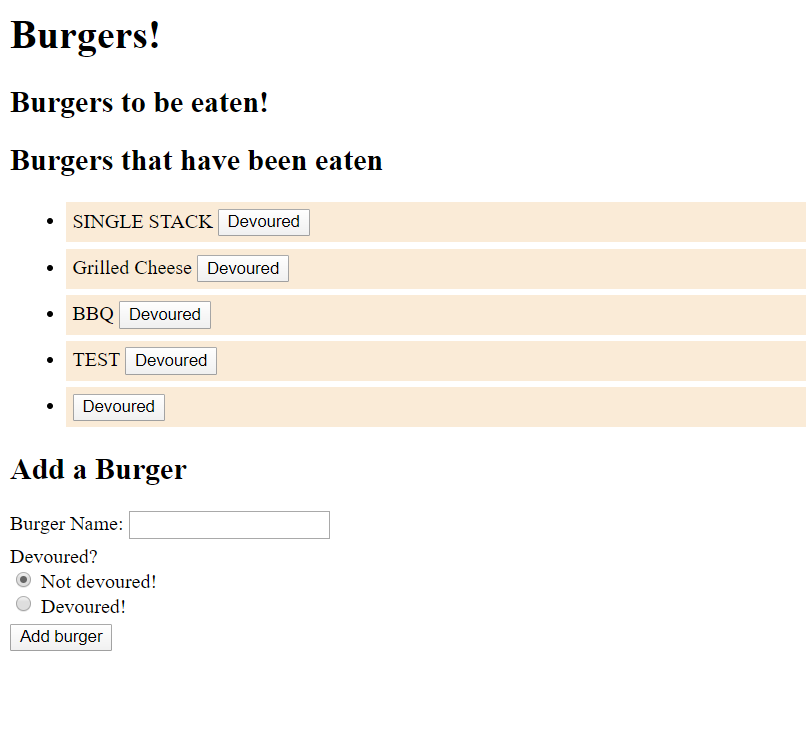 Burgers!
Burgers to be eaten!
Burgers that have been eaten
SINGLE STACK Devoured
Grilled Cheese Devoured
BBQ Devoured
TEST Devoured
Devoured
Add a Burger
Burger Name:
Devoured?
Not devoured!
Devoured!
Add burger